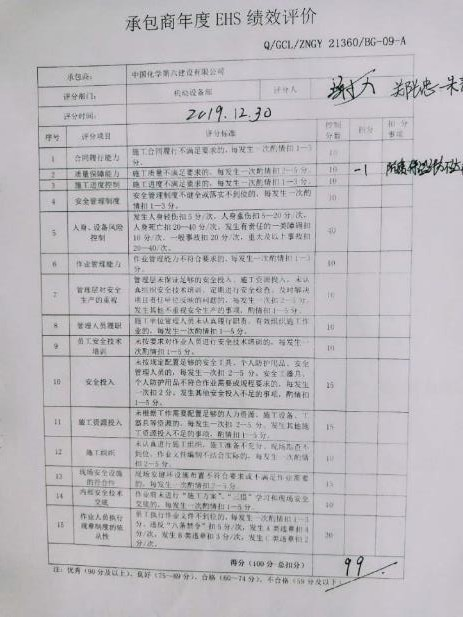 承包商年度 EHS 绩效评价
Q/GCL/ZNGY 21360/BG-09-A
承包商: 中国化学第六建设有限公司
评分部门: 机动设备部 评分人
评分时间: 2019.12.30
序号 评分项目 评分标准 控制分数 积分 扣分事项
1 合同履行能力 施工合同履行不满足要求的,每发生一次酌情扣1-3分。 10
2 质量保障能力 施工质量不满足要求的,每发生一次酌情扣2-5分。 10 -1
3 施工进度控制 施工进度不满足要求的,每发生一次酌情扣1-3分。 10
4 安全管理制度 安全管理制度不健全或落实不到位的,每发生一次酌情扣1-3分。 10
5 人身、设备风险控制 发生人身轻伤扣5分/次,人身重伤扣5-20分/次,人身死亡扣20-40分/次,发生有责任的一类障碍扣10分/次,一般事故扣20分/次,重大及以上事故扣20-40/次。 40
6 作业管理能力 作业管理能力不符合要求的,每发生一次酌情扣1-5分。 10
7 管理层对安全生产的重视 管理层未保证足够的安全投入、施工资源投入,未认真组织安全技术培训、定期进行安全检查、及时解决项目责任单位反映的问题的,每发生一次扣2-5分,发生其他不重视安全生产的事项,酌情扣1-5分。 10
8 管理人员履职 施工单位管理人员未认真履行职责、有效组织施工作业的,每发生一次酌情扣1-5分。 10
9 员工安全技术培训 未按要求对作业人员进行安全技术培训的,每发生一次酌情扣1-5分。 10
10 安全投入 未按规定配置足够的安全工具、个人防护用品、安全管理人员的,每发生一次扣2-5分,安全工器具、个人防护用品不符合作业需要或规程要求的,每发生一次扣2分,发生其他安全投入不足的事项,酌情扣1-5分。 15
11 施工资源投入 未根据工作需要配置足够的人力资源、施工设备、工器具等资源的,每发生一次扣2-5分,发生其他施工资源投入不足的事项,酌情扣1-5分。 15
12 施工组织 未认真进行施工组织、施工准备不充分、现场指挥不到位、作业文件编制不结合实际的,每发生一次酌情扣2-5分。 10
13 现场安全设施的符合性 现场安健环设施布置不符合要求或不满足作业需要的,每发生一次酌情扣2-5分。 15
14 内部安全技术交底 作业前未进行“施工方案”、“三措”学习和现场安全交底的,每发生一次酌情扣1-5分。 10
15 作业人员执行规章制度的依从性 员工执行作业文件不到位的,每发生一次酌情扣1-3分,违反“八条禁令”扣5分/次,发生A类违章扣4分/次,发生B类违章扣3分/次,发生C类违章扣2分/次。 30
得分(100分-总扣分) 99
注:优秀(90分及以上),良好(75-89分),合格(60-74分),不合格(59分及以下)